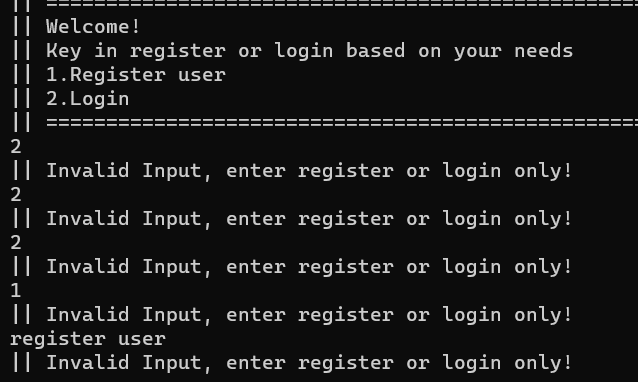 || ==================================================
|| Welcome!
|| Key in register or login based on your needs
|| 1.Register user
|| 2.Login
|| ==================================================
2
|| Invalid Input, enter register or login only!
2
|| Invalid Input, enter register or login only!
2
|| Invalid Input, enter register or login only!
1
|| Invalid Input, enter register or login only!
register user
|| Invalid Input, enter register or login only!